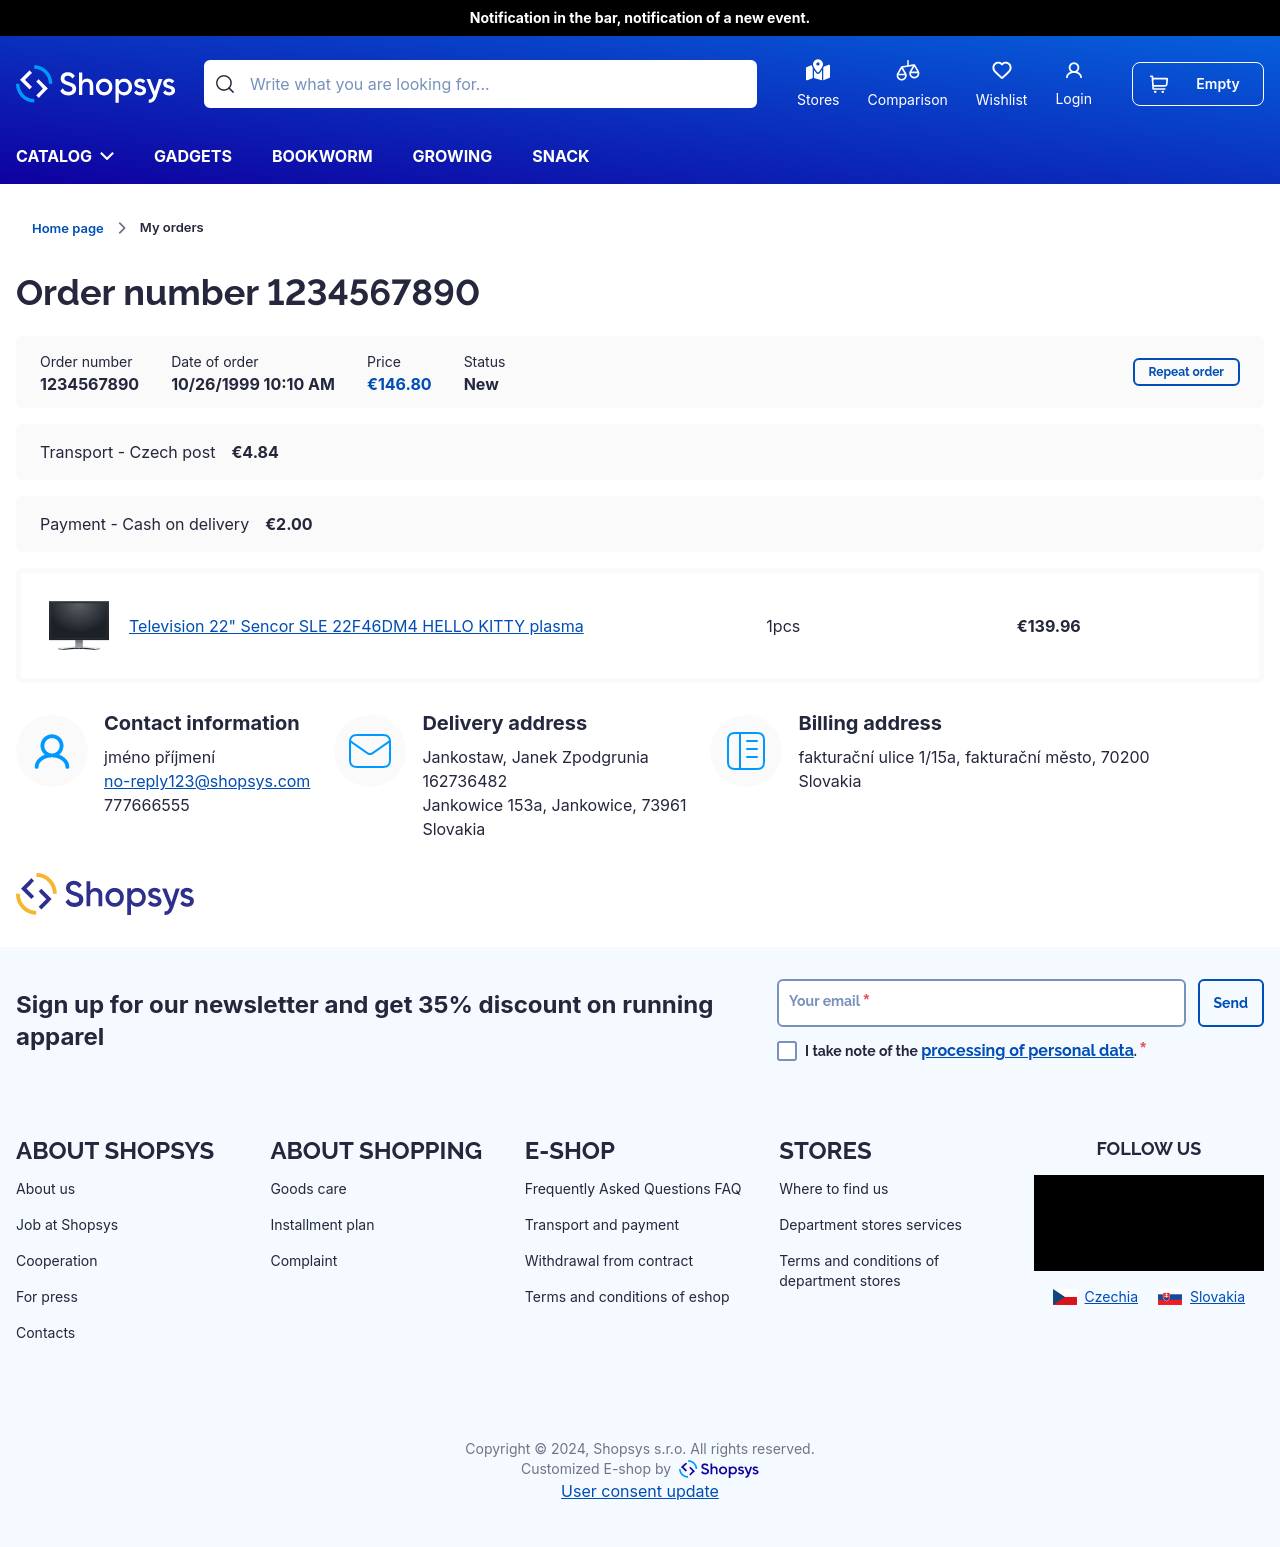 Notification in the bar, notification of a new event.
Shopsys
Write what you are looking for...
Stores
Comparison
Wishlist
Login
Empty
CATALOG
GADGETS
BOOKWORM
GROWING
SNACK
Home page
My orders
Order number 1234567890
Order number
1234567890
Date of order
10/26/1999 10:10 AM
Price
€146.80
Status
New
Repeat order
Transport - Czech post €4.84
Payment - Cash on delivery €2.00
Television 22" Sencor SLE 22F46DM4 HELLO KITTY plasma
1pcs
€139.96
Contact information
jméno příjmení
no-reply123@shopsys.com
777666555
Delivery address
Jankostaw, Janek Zpodgrunia
162736482
Jankowice 153a, Jankowice, 73961
Slovakia
Billing address
fakturační ulice 1/15a, fakturační město, 70200
Slovakia
Shopsys
Sign up for our newsletter and get 35% discount on running
apparel
Your email *
Send
I take note of the processing of personal data. *
ABOUT SHOPSYS
About us
Job at Shopsys
Cooperation
For press
Contacts
ABOUT SHOPPING
Goods care
Installment plan
Complaint
E-SHOP
Frequently Asked Questions FAQ
Transport and payment
Withdrawal from contract
Terms and conditions of eshop
STORES
Where to find us
Department stores services
Terms and conditions of
department stores
FOLLOW US
Czechia
Slovakia
Copyright © 2024, Shopsys s.r.o. All rights reserved.
Customized E-shop by Shopsys
User consent update